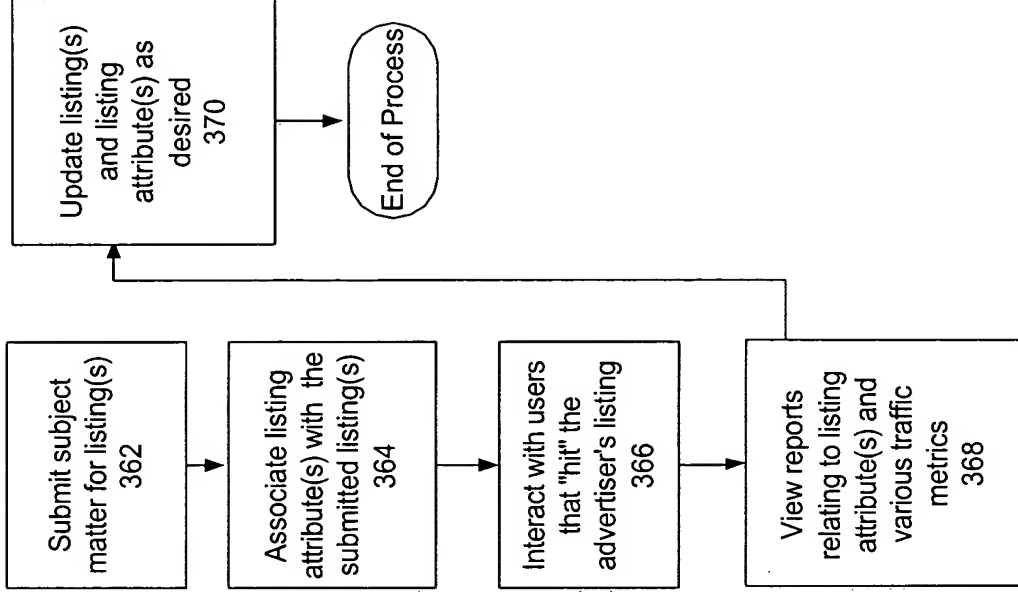 Submit subject
matter for listing(s)
362
Associate listing
attribute(s) with the
submitted listing(s)
364
Interact with users
that "hit" the
advertiser's listing
366
View reports
relating to listing
attribute(s) and
various traffic
metrics
368
Update listing(s)
and listing
attribute(s) as
desired
370
End of Process